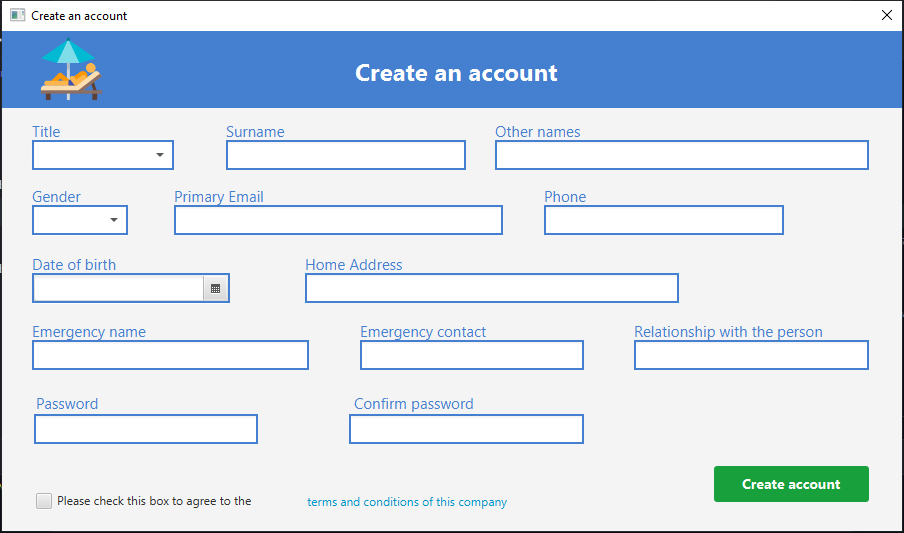 Create an account
Create an account
Title Surname Other names
Gender Primary Email Phone
Date of birth Home Address
Emergency name Emergency contact Relationship with the person
Password Confirm password
Please check this box to agree to the terms and conditions of this company
Create account